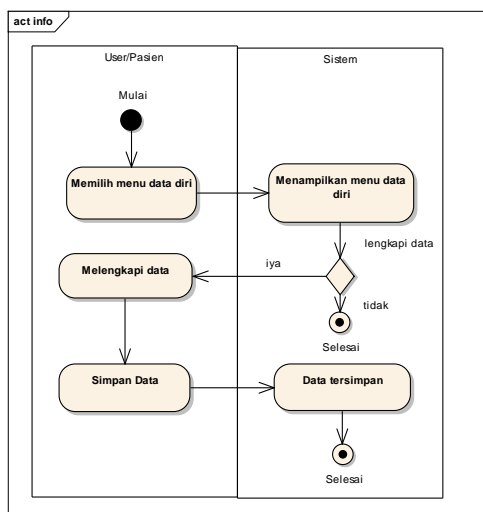 act info
User/Pasien
Sistem
Mulai
Memilih menu data diri
Menampilkan menu data
diri
lengkapi data
iya
Melengkapi data
tidak
Selesai
Simpan Data
Data tersimpan
Selesai